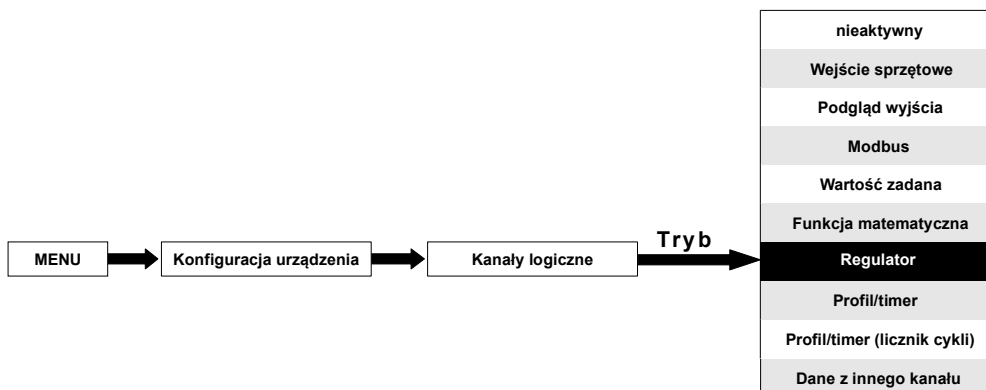 nieaktywny
Wejście sprzętowe
Podgląd wyjścia
Modbus
Wartość zadana
Funkcja matematyczna
MENU
Konfiguracja urządzenia
Kanały logiczne
Tryb
Regulator
Profil/timer
Profil/timer (licznik cykli)
Dane z innego kanału